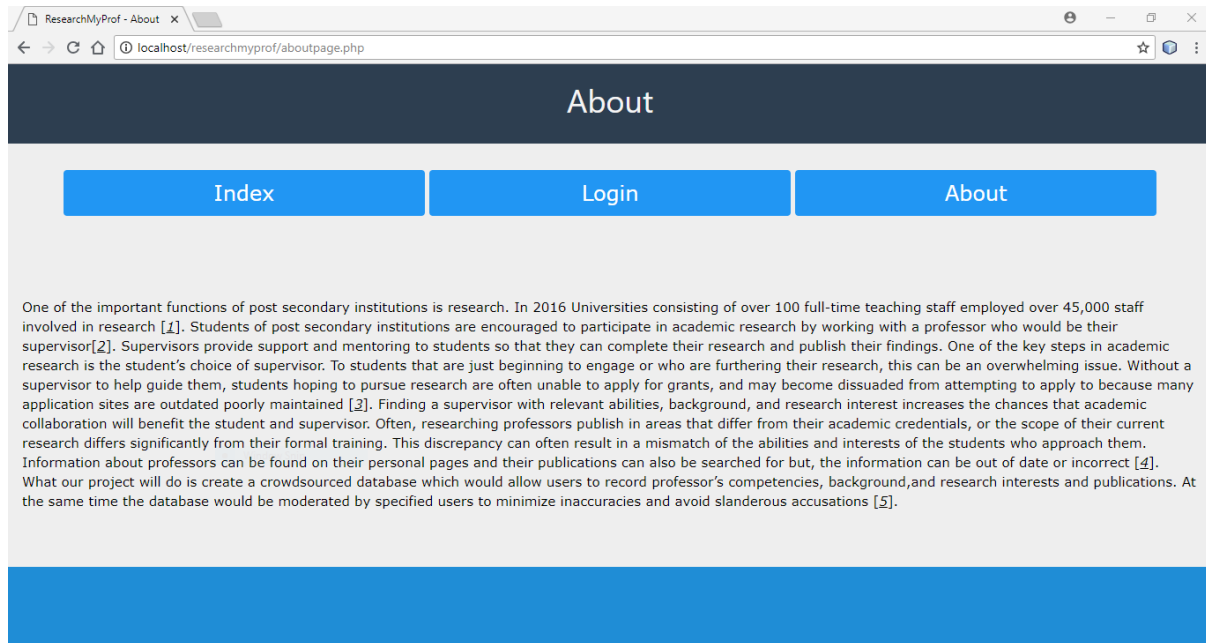 ResearchMyProf - About
localhost/researchmyprof/aboutpage.php
About
Index
Login
About
One of the important functions of post secondary institutions is research. In 2016 Universities consisting of over 100 full-time teaching staff employed over 45,000 staff
involved in research [1]. Students of post secondary institutions are encouraged to participate in academic research by working with a professor who would be their
supervisor[2]. Supervisors provide support and mentoring to students so that they can complete their research and publish their findings. One of the key steps in academic
research is the student’s choice of supervisor. To students that are just beginning to engage or who are furthering their research, this can be an overwhelming issue. Without a
supervisor to help guide them, students hoping to pursue research are often unable to apply for grants, and may become dissuaded from attempting to apply to because many
application sites are outdated poorly maintained [3]. Finding a supervisor with relevant abilities, background, and research interest increases the chances that academic
collaboration will benefit the student and supervisor. Often, researching professors publish in areas that differ from their academic credentials, or the scope of their current
research differs significantly from their formal training. This discrepancy can often result in a mismatch of the abilities and interests of the students who approach them.
Information about professors can be found on their personal pages and their publications can also be searched for but, the information can be out of date or incorrect [4].
What our project will do is create a crowdsourced database which would allow users to record professor’s competencies, background,and research interests and publications. At
the same time the database would be moderated by specified users to minimize inaccuracies and avoid slanderous accusations [5].